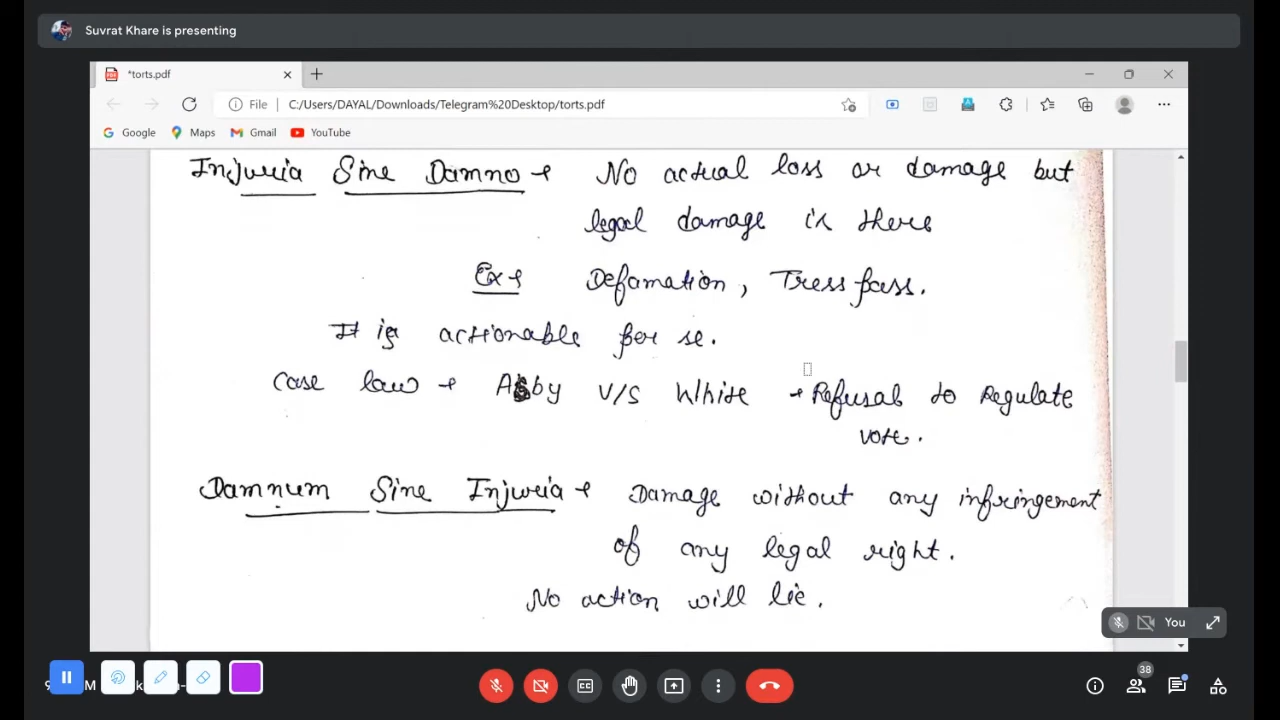 Suvrat Khare is presenting
*torts.pdf
File C:/Users/DAYAL/Downloads/Telegram%20Desktop/torts.pdf
Google Maps Gmail YouTube
Injuria Sine Damno → No actual loss or damage but
legal damage is there
Ex → Defamation, Tresspass.
It is actionable per se.
Case law → Ashby V/S White → Refusal to Regulate
vote.
Damnum Sine Injuria → Damage without any infringement
of any legal right.
No action will lie.
You
38